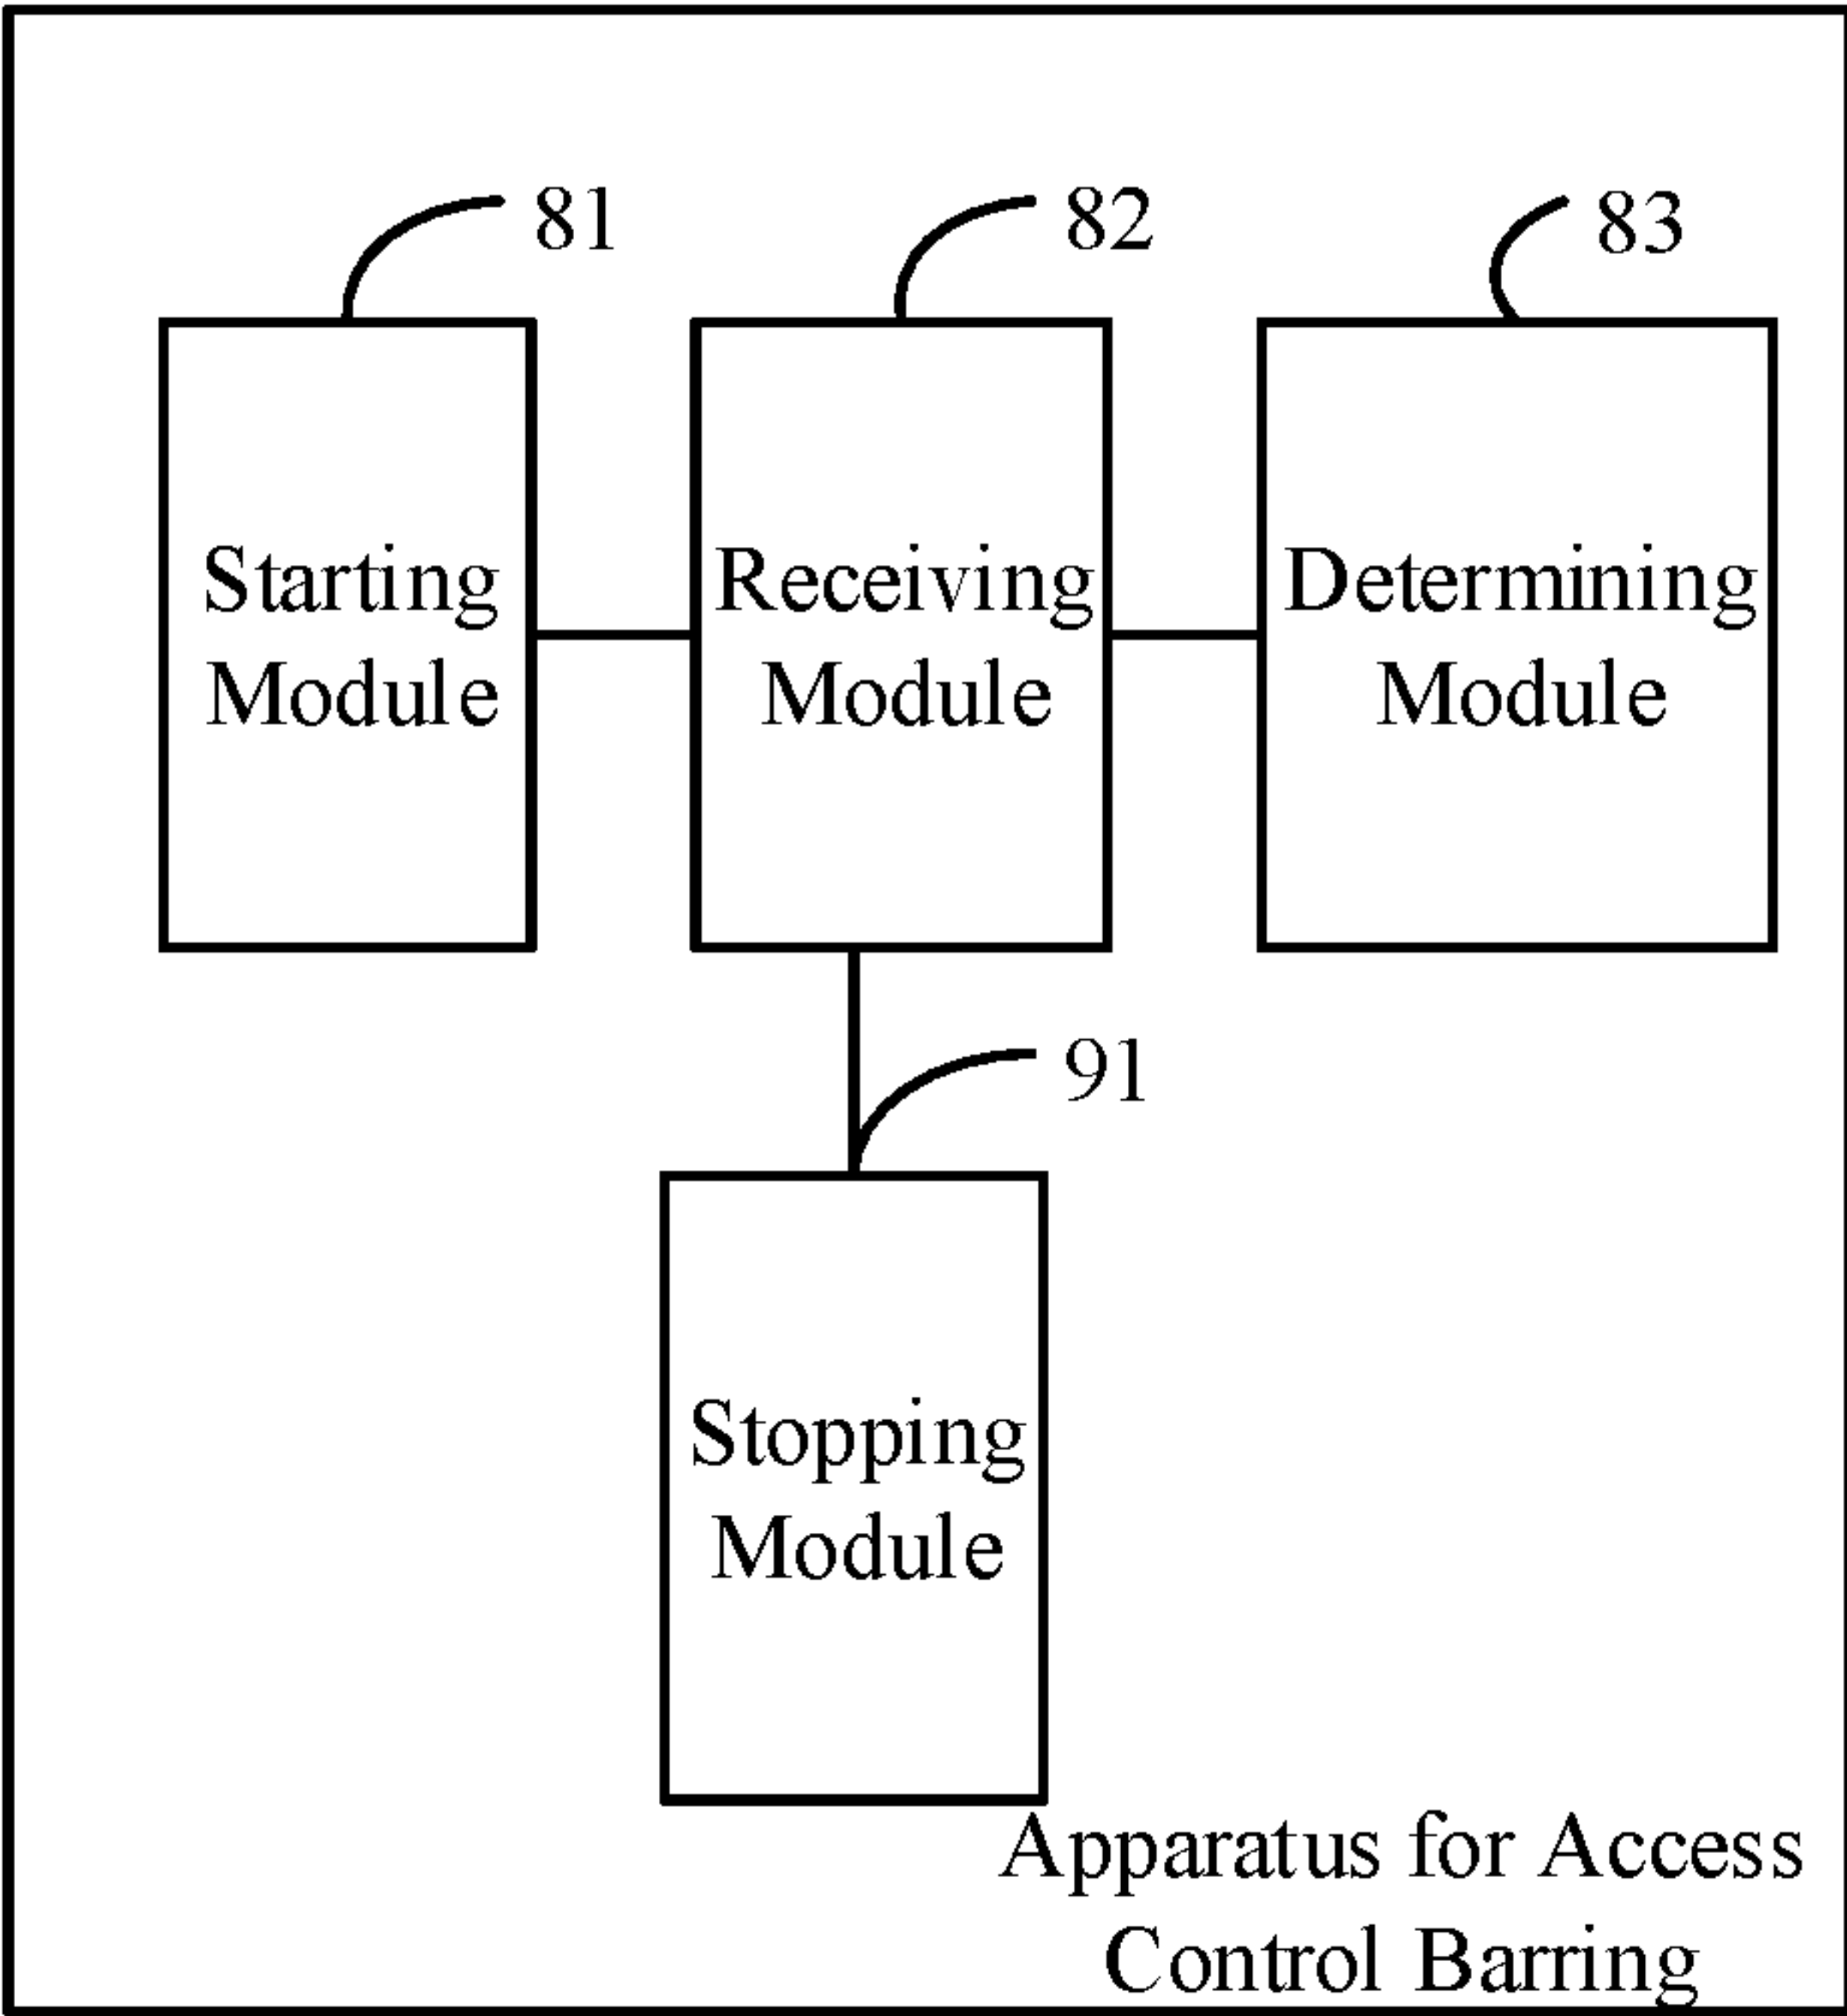 81
82
83
Starting
Module
Receiving
Module
Determining
Module
91
Stopping
Module
Apparatus for Access
Control Barring